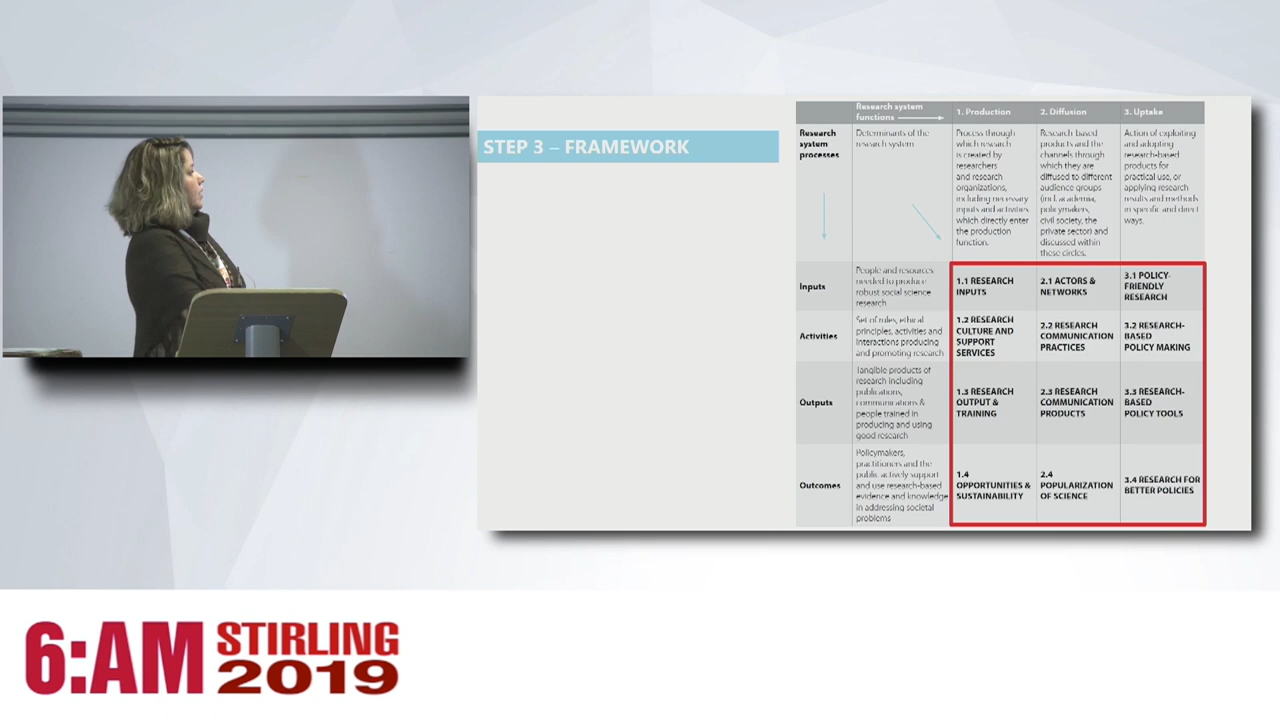 STEP 3 – FRAMEWORK
Research system
functions
1. Production
2. Diffusion
3. Uptake
Research
system
processes
Determinants of the
research system
Process through
which research
is created by
researchers
and research
organizations,
including necessary
inputs and activities
which directly enter
the production
function.
Research-based
products and the
channels through
which they are
diffused to different
audience groups
(incl. academia,
policymakers,
civil society, the
private sector) and
discussed within
these circles.
Action of exploiting
and adopting
research-based
products for
practical use, or
applying research
results and methods
in specific and direct
ways.
Inputs
People and resources
needed to produce
robust social science
research
1.1 RESEARCH
INPUTS
2.1 ACTORS &
NETWORKS
3.1 POLICY-
FRIENDLY
RESEARCH
Activities
Set of rules, ethical
principles, activities and
interactions producing
and promoting research
1.2 RESEARCH
CULTURE AND
SUPPORT
SERVICES
2.2 RESEARCH
COMMUNICATION
PRACTICES
3.2 RESEARCH-
BASED
POLICY MAKING
Outputs
Tangible products of
research including
publications,
communications &
people trained in
producing and using
good research
1.3 RESEARCH
OUTPUT &
TRAINING
2.3 RESEARCH
COMMUNICATION
PRODUCTS
3.3 RESEARCH-
BASED
POLICY TOOLS
Outcomes
Policymakers,
practitioners and the
public actively support
and use research-based
evidence and knowledge
in addressing societal
problems
1.4
OPPORTUNITIES &
SUSTAINABILITY
2.4
POPULARIZATION
OF SCIENCE
3.4 RESEARCH FOR
BETTER POLICIES
6:AM STIRLING
2019